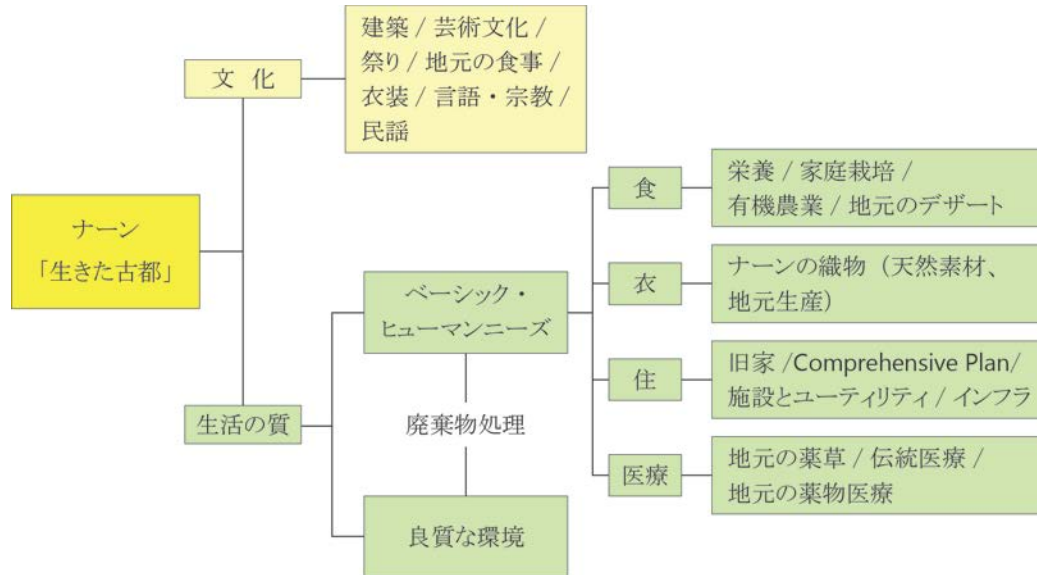 建築 / 芸術文化 /
祭り / 地元の食事 /
衣装 / 言語・宗教 /
民謡
文 化
ナーン
「生きた古都」
生活の質
ベーシック・
ヒューマンニーズ
廃棄物処理
良質な環境
食
栄養 / 家庭栽培 /
有機農業 / 地元のデザート
衣
ナーンの織物（天然素材、
地元生産）
住
旧家 /Comprehensive Plan/
施設とユーティリティ / インフラ
医療
地元の薬草 / 伝統医療 /
地元の薬物医療